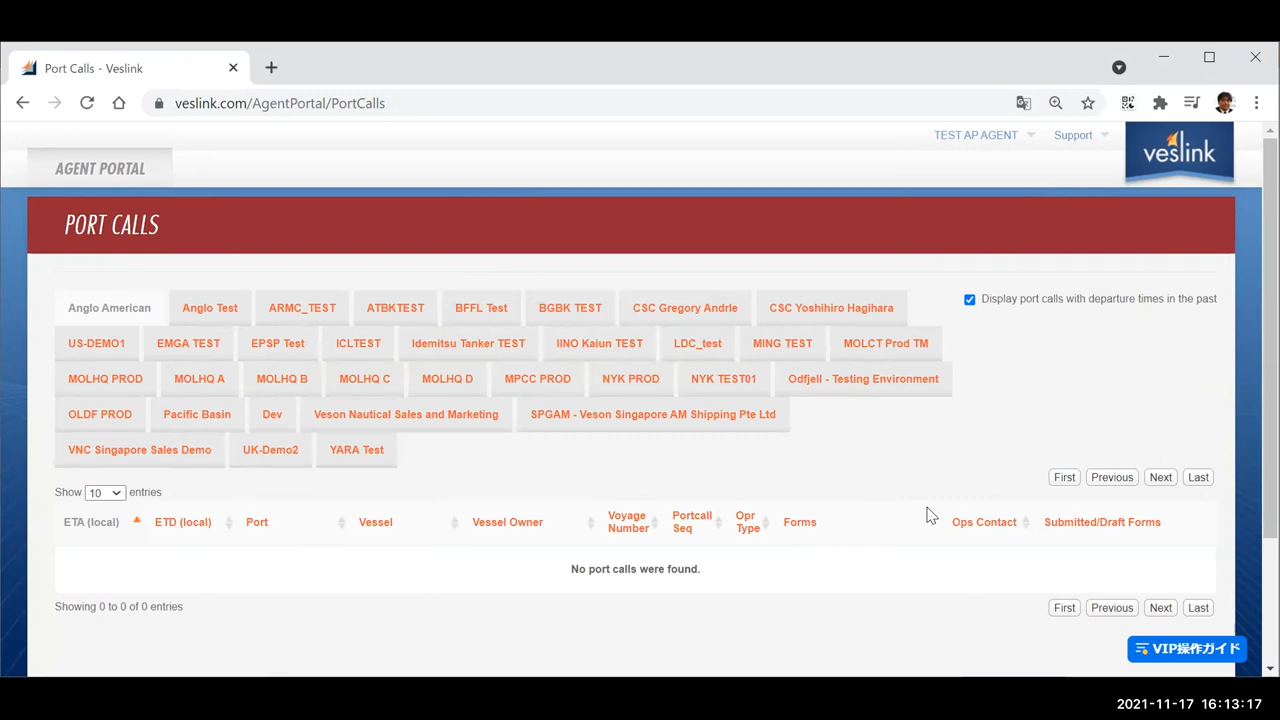 Port Calls - Veslink
veslink.com/AgentPortal/PortCalls
TEST AP AGENT Support
veslink
AGENT PORTAL
PORT CALLS
Anglo American Anglo Test ARMC_TEST ATBKTEST BFFL Test BGBK TEST CSC Gregory Andrle CSC Yoshihiro Hagihara
Display port calls with departure times in the past
US-DEMO1 EMGA TEST EPSP Test ICLTEST Idemitsu Tanker TEST IINO Kaiun TEST LDC_test MING TEST MOLCT Prod TM
MOLHQ PROD MOLHQ A MOLHQ B MOLHQ C MOLHQ D MPCC PROD NYK PROD NYK TEST01 Odfjell - Testing Environment
OLDF PROD Pacific Basin Dev Veson Nautical Sales and Marketing SPGAM - Veson Singapore AM Shipping Pte Ltd
VNC Singapore Sales Demo UK-Demo2 YARA Test
First Previous Next Last
Show 10 entries
ETA (local) ETD (local) Port Vessel Vessel Owner Voyage Number Portcall Seq Opr Type Forms Ops Contact Submitted/Draft Forms
No port calls were found.
Showing 0 to 0 of 0 entries
First Previous Next Last
VIP操作ガイド
2021-11-17 16:13:17